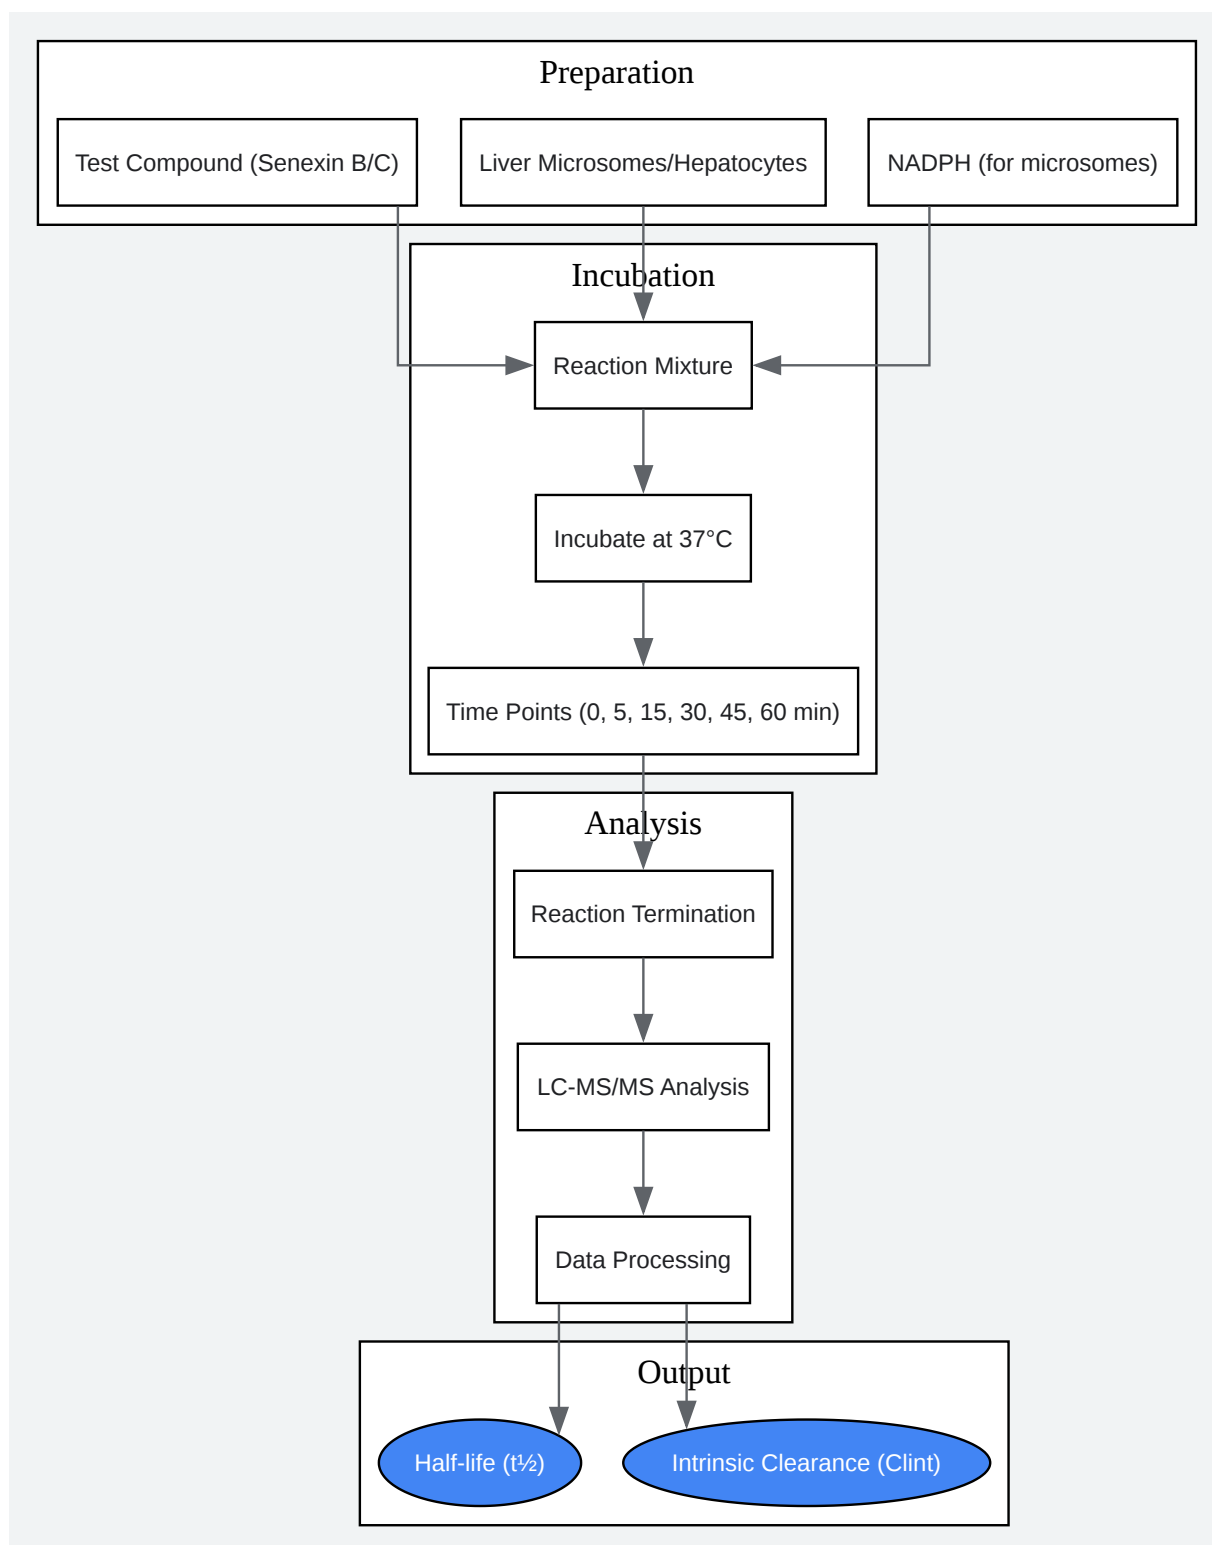 Preparation
Test Compound (Senexin B/C)
Liver Microsomes/Hepatocytes
NADPH (for microsomes)
Incubation
Reaction Mixture
Incubate at 37°C
Time Points (0, 5, 15, 30, 45, 60 min)
Analysis
Reaction Termination
LC-MS/MS Analysis
Data Processing
Output
Half-life (t½)
Intrinsic Clearance (Clint)